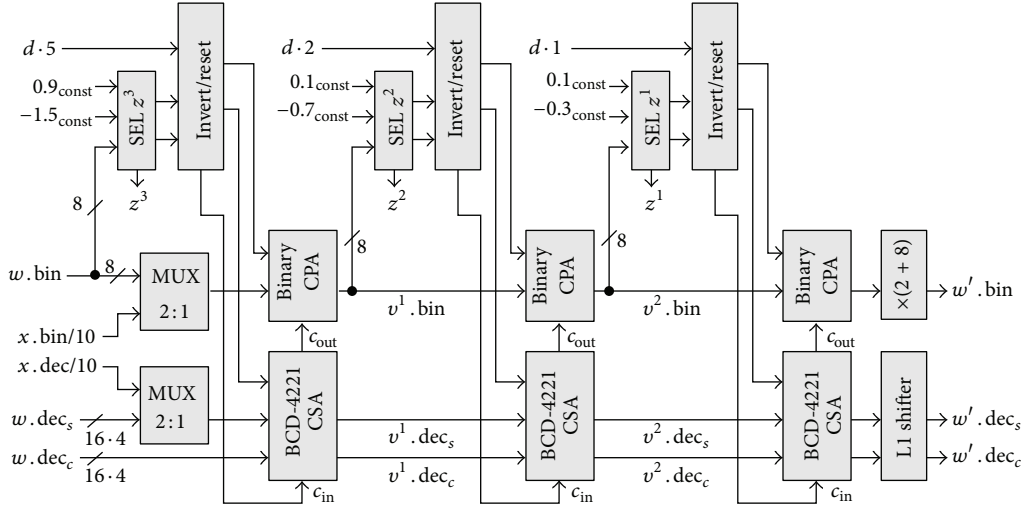 d·5
0.9const
−1.5const
SEL z³
Invert/reset
z³
8
w.bin
8
MUX
2:1
x.bin/10
x.dec/10
MUX
2:1
w.decs
16·4
w.decc
16·4
Binary
CPA
cout
BCD-4221
CSA
cin
d·2
0.1const
−0.7const
SEL z²
Invert/reset
z²
8
v¹.bin
v¹.decs
v¹.decc
Binary
CPA
cout
BCD-4221
CSA
cin
d·1
0.1const
−0.3const
SEL z¹
Invert/reset
z¹
8
v².bin
v².decs
v².decc
Binary
CPA
cout
BCD-4221
CSA
cin
×(2 + 8)
w′.bin
L1 shifter
w′.decs
w′.decc